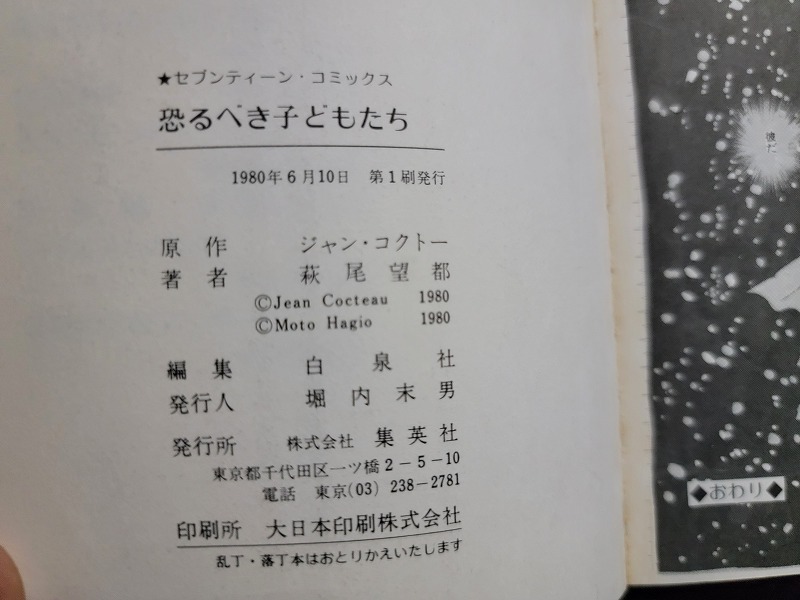 ★セブンティーン・コミックス
恐るべき子どもたち
1980年6月10日 第1刷発行
原作 ジャン・コクトー
著者 萩尾望都
©Jean Cocteau 1980
©Moto Hagio 1980
編集 白泉社
発行人 堀内末男
発行所 株式会社 集英社
東京都千代田区一ツ橋2-5-10
電話 東京(03) 238-2781
印刷所 大日本印刷株式会社
乱丁・落丁本はおとりかえいたします
彼だ
◆おわり◆